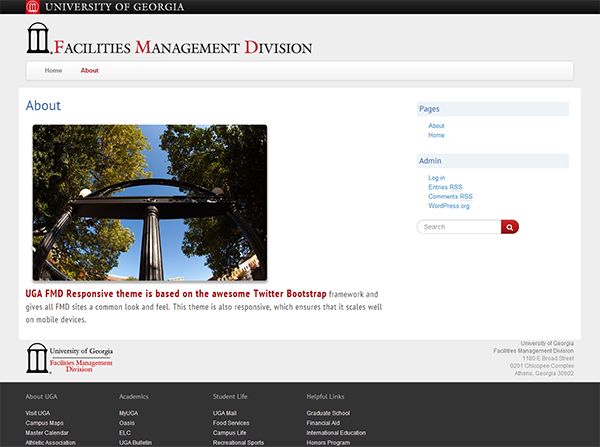 UNIVERSITY OF GEORGIA
FACILITIES MANAGEMENT DIVISION
Home About
About
UGA FMD Responsive theme is based on the awesome Twitter Bootstrap framework and
gives all FMD sites a common look and feel. This theme is also responsive, which ensures that it scales well
on mobile devices.
Pages
About
Home
Admin
Log in
Entries RSS
Comments RSS
WordPress.org
Search
University of Georgia
Facilities Management
Division
University of Georgia
Facilities Management Division
1180 E Broad Street
0201 Chicopee Complex
Athens, Georgia 30602
About UGA
Visit UGA
Campus Maps
Master Calendar
Athletic Association
Academics
MyUGA
Oasis
ELC
UGA Bulletin
Student Life
UGA Mail
Food Services
Campus Life
Recreational Sports
Helpful Links
Graduate School
Financial Aid
International Education
Honors Program